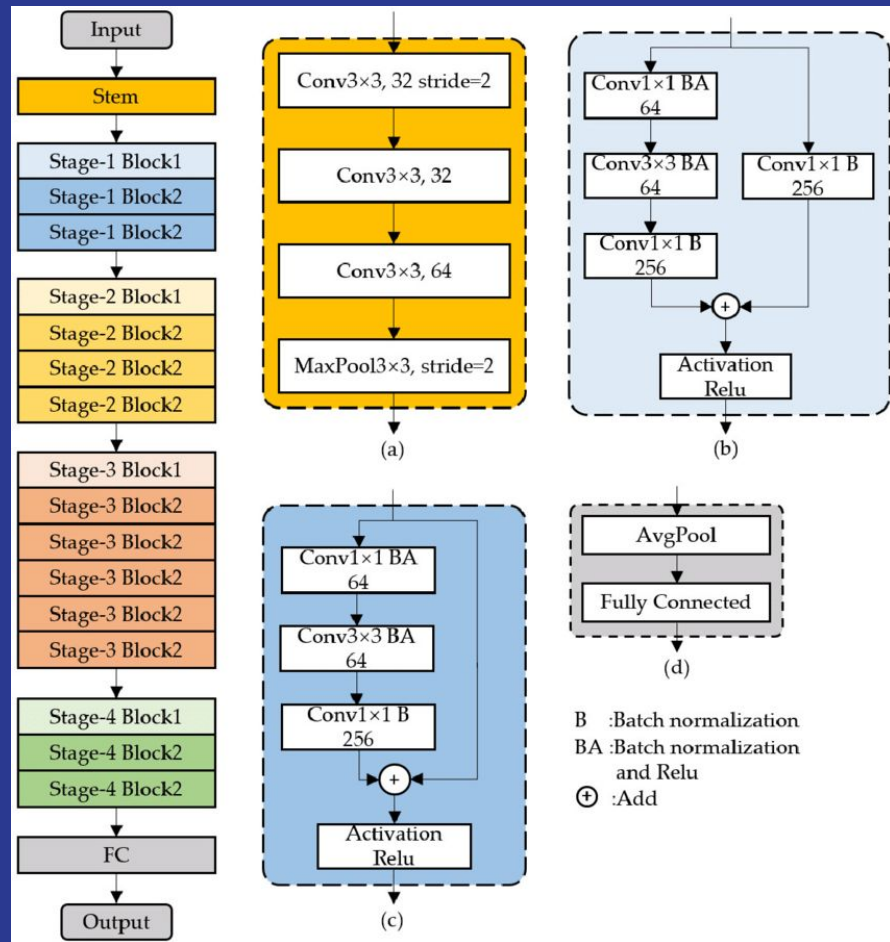 Input
Stem
Stage-1 Block1
Stage-1 Block2
Stage-1 Block2
Stage-2 Block1
Stage-2 Block2
Stage-2 Block2
Stage-2 Block2
Stage-3 Block1
Stage-3 Block2
Stage-3 Block2
Stage-3 Block2
Stage-3 Block2
Stage-3 Block2
Stage-4 Block1
Stage-4 Block2
Stage-4 Block2
FC
Output
Conv3×3, 32 stride=2
Conv3×3, 32
Conv3×3, 64
MaxPool3×3, stride=2
(a)
Conv1×1 BA
64
Conv3×3 BA
64
Conv1×1 B
256
Conv1×1 B
256
+
Activation
Relu
(b)
Conv1×1 BA
64
Conv3×3 BA
64
Conv1×1 B
256
+
Activation
Relu
(c)
AvgPool
Fully Connected
(d)
B :Batch normalization
BA :Batch normalization
and Relu
⊕ :Add